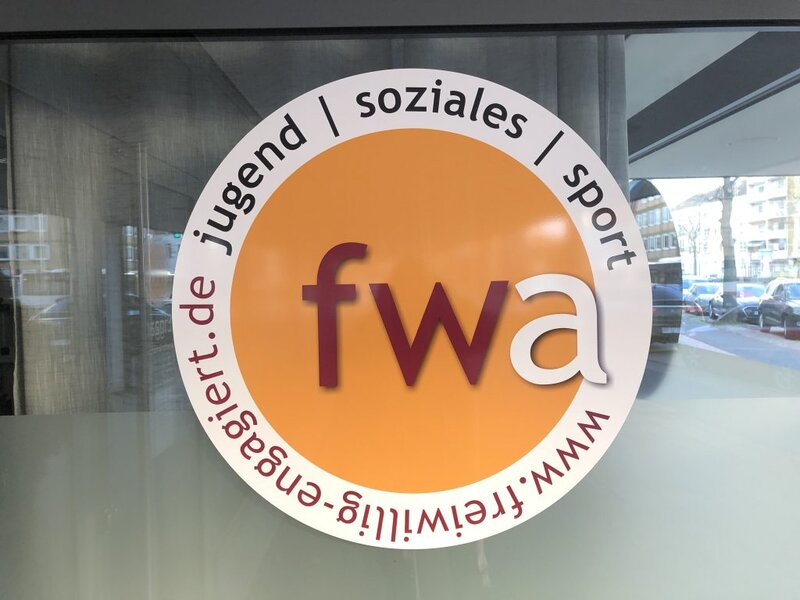 jugend | soziales | sport
fwa
www.freiwillig-engagiert.de